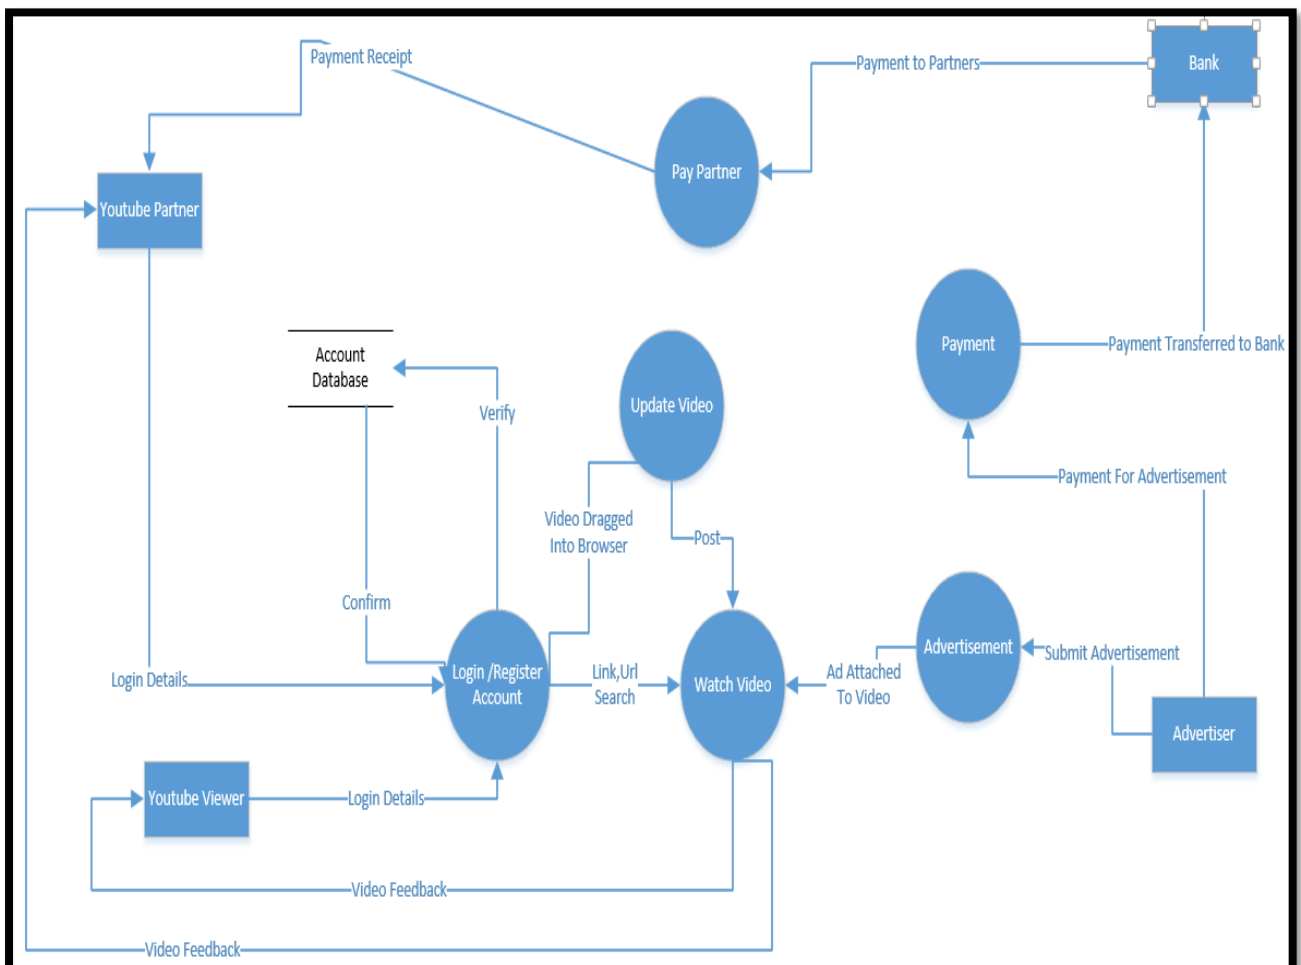 Payment Receipt
Payment to Partners
Bank
Pay Partner
Youtube Partner
Account
Database
Verify
Update Video
Payment
Payment Transferred to Bank
Payment For Advertisement
Video Dragged
Into Browser
Post
Confirm
Login Details
Login /Register
Account
Link,Url
Search
Watch Video
Ad Attached
To Video
Advertisement
Submit Advertisement
Advertiser
Youtube Viewer
Login Details
Video Feedback
Video Feedback